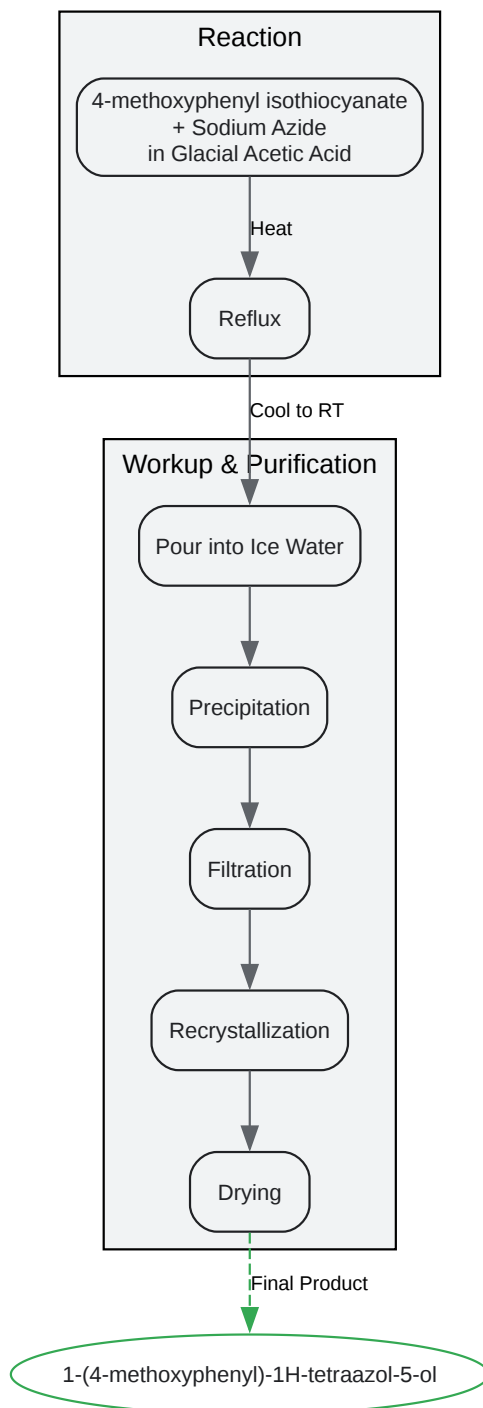 Reaction
4-methoxyphenyl isothiocyanate
+ Sodium Azide
in Glacial Acetic Acid
Heat
Reflux
Cool to RT
Workup & Purification
Pour into Ice Water
Precipitation
Filtration
Recrystallization
Drying
Final Product
1-(4-methoxyphenyl)-1H-tetraazol-5-ol